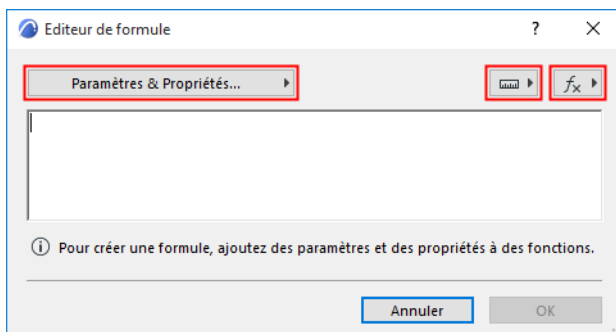 Editeur de formule
Paramètres & Propriétés...
fx
Pour créer une formule, ajoutez des paramètres et des propriétés à des fonctions.
Annuler
OK